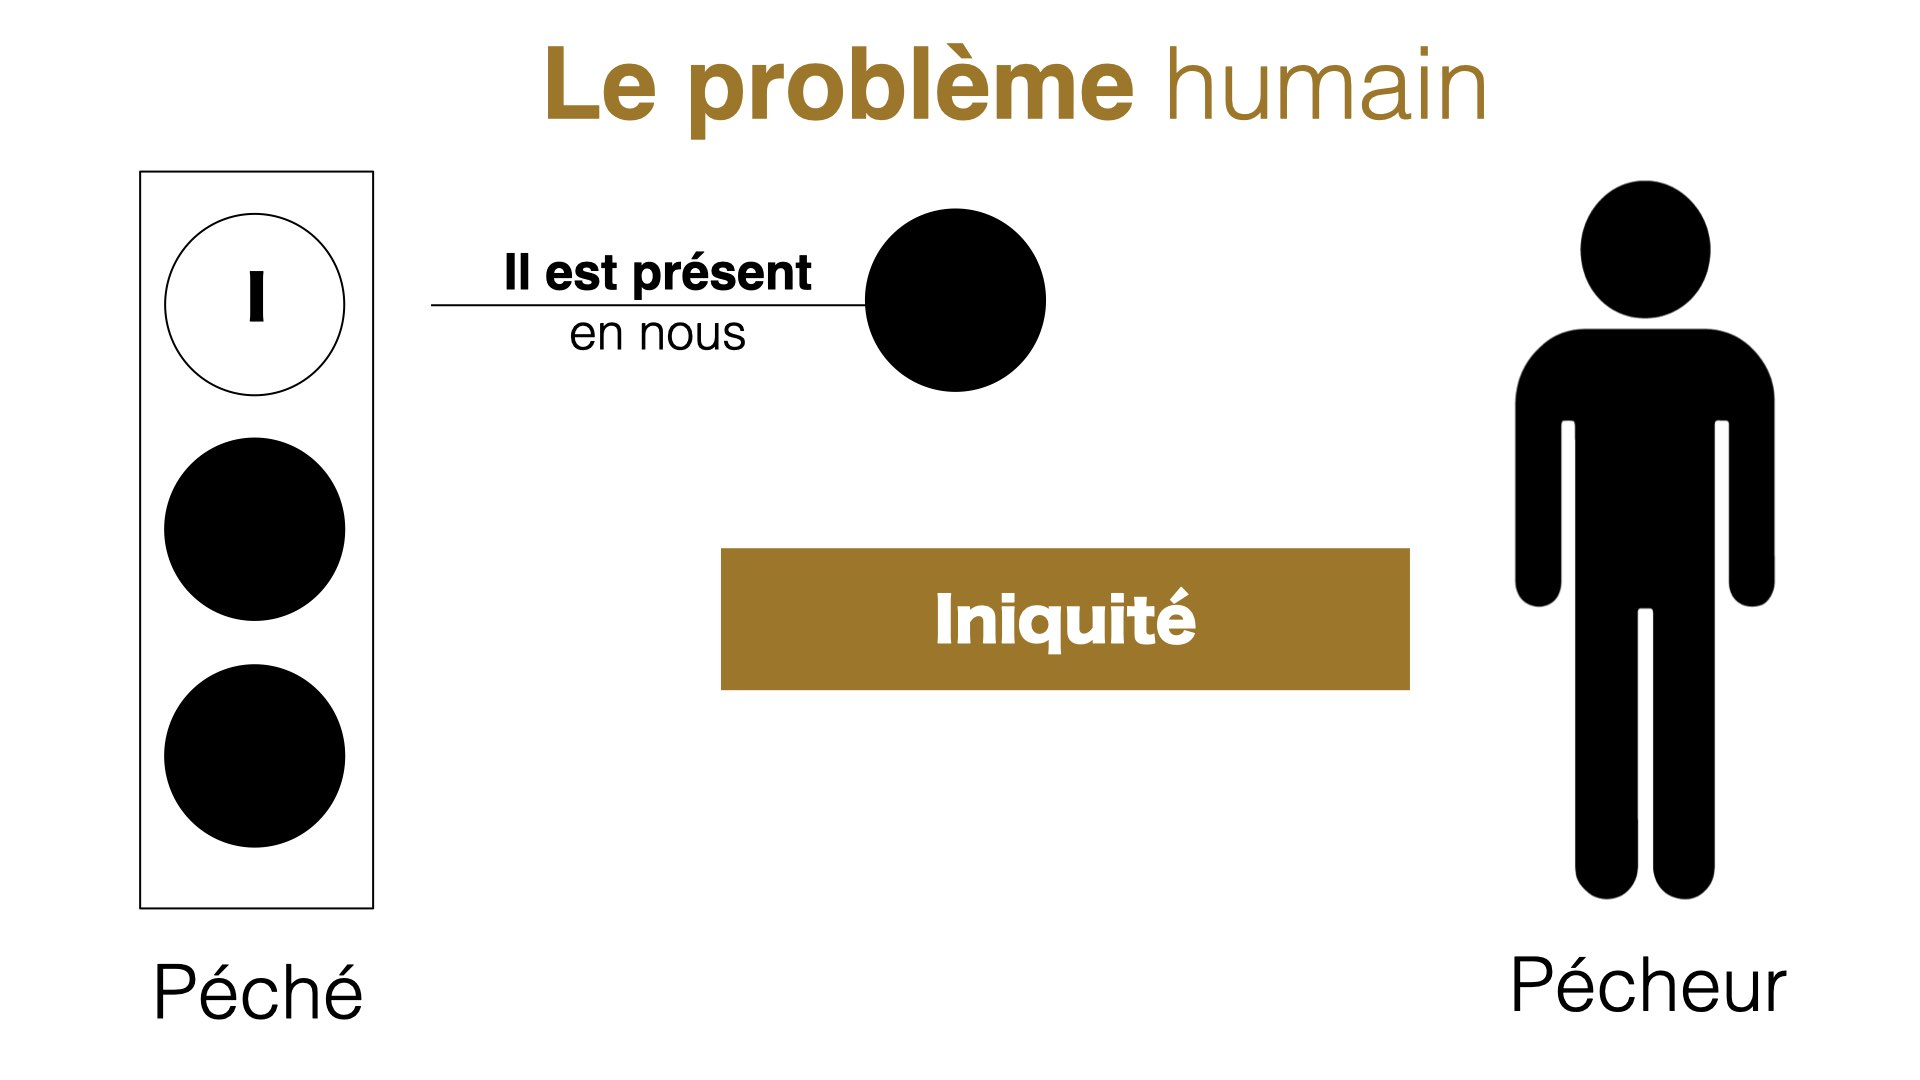 Le problème humain
I
Il est présent
en nous
Iniquité
Péché
Pécheur